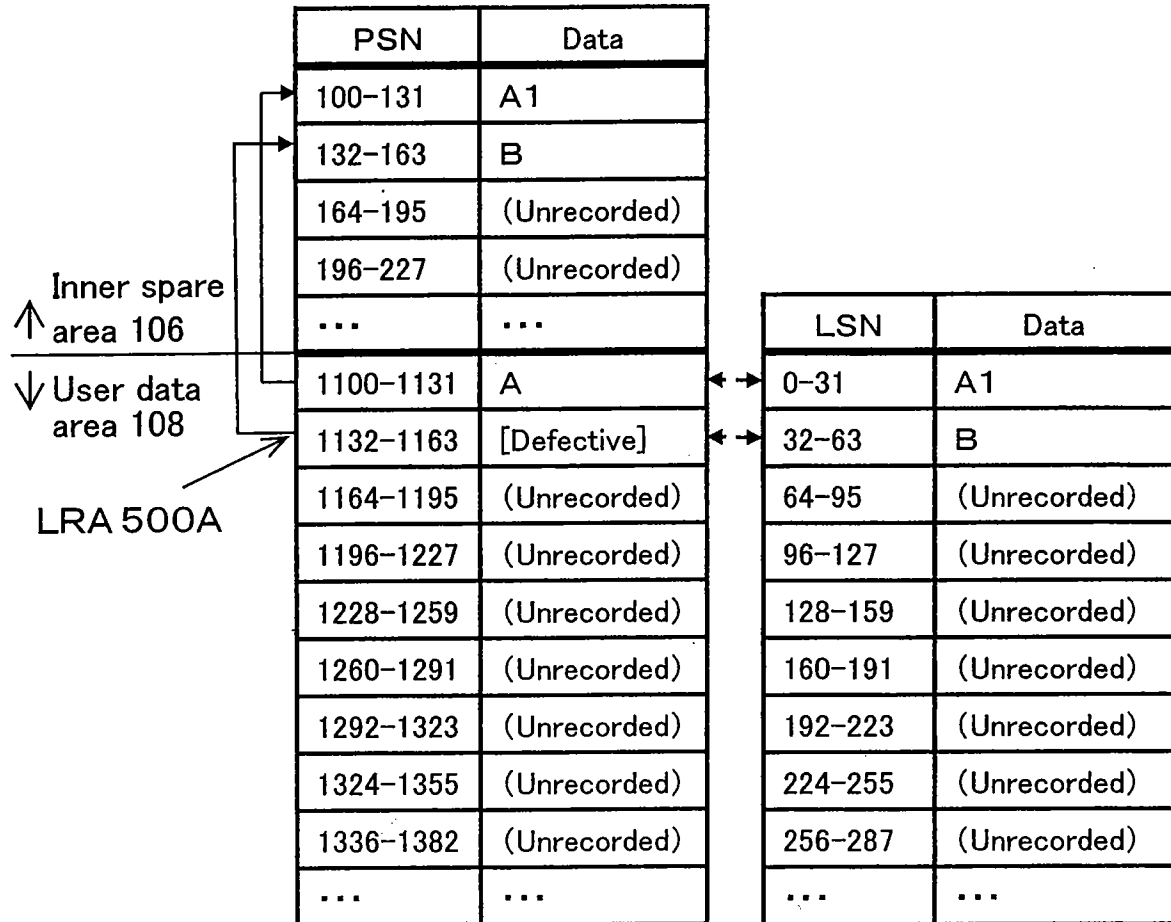 PSN Data
100-131 A1
132-163 B
164-195 (Unrecorded)
196-227 (Unrecorded)
... ...
Inner spare
area 106
User data
area 108
LRA 500A
1100-1131 A
1132-1163 [Defective]
1164-1195 (Unrecorded)
1196-1227 (Unrecorded)
1228-1259 (Unrecorded)
1260-1291 (Unrecorded)
1292-1323 (Unrecorded)
1324-1355 (Unrecorded)
1336-1382 (Unrecorded)
... ...
LSN Data
0-31 A1
32-63 B
64-95 (Unrecorded)
96-127 (Unrecorded)
128-159 (Unrecorded)
160-191 (Unrecorded)
192-223 (Unrecorded)
224-255 (Unrecorded)
256-287 (Unrecorded)
... ...